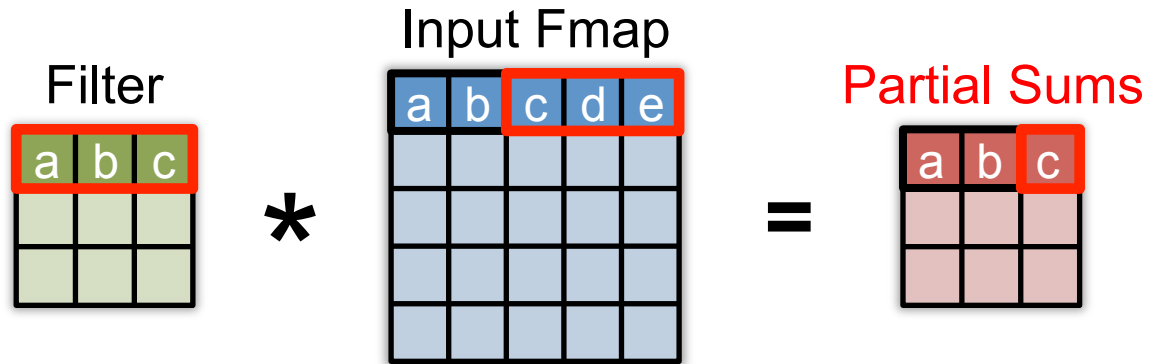 Filter
a b c
*
Input Fmap
a b c d e
=
Partial Sums
a b c